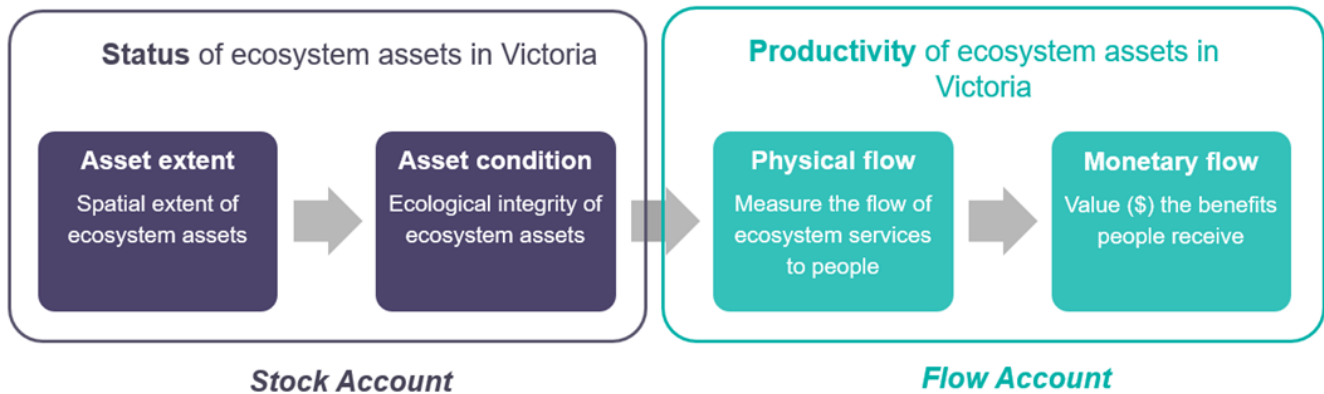 Status of ecosystem assets in Victoria
Asset extent
Spatial extent of
ecosystem assets
Asset condition
Ecological integrity of
ecosystem assets
Stock Account
Productivity of ecosystem assets in
Victoria
Physical flow
Measure the flow of
ecosystem services
to people
Monetary flow
Value ($) the benefits
people receive
Flow Account